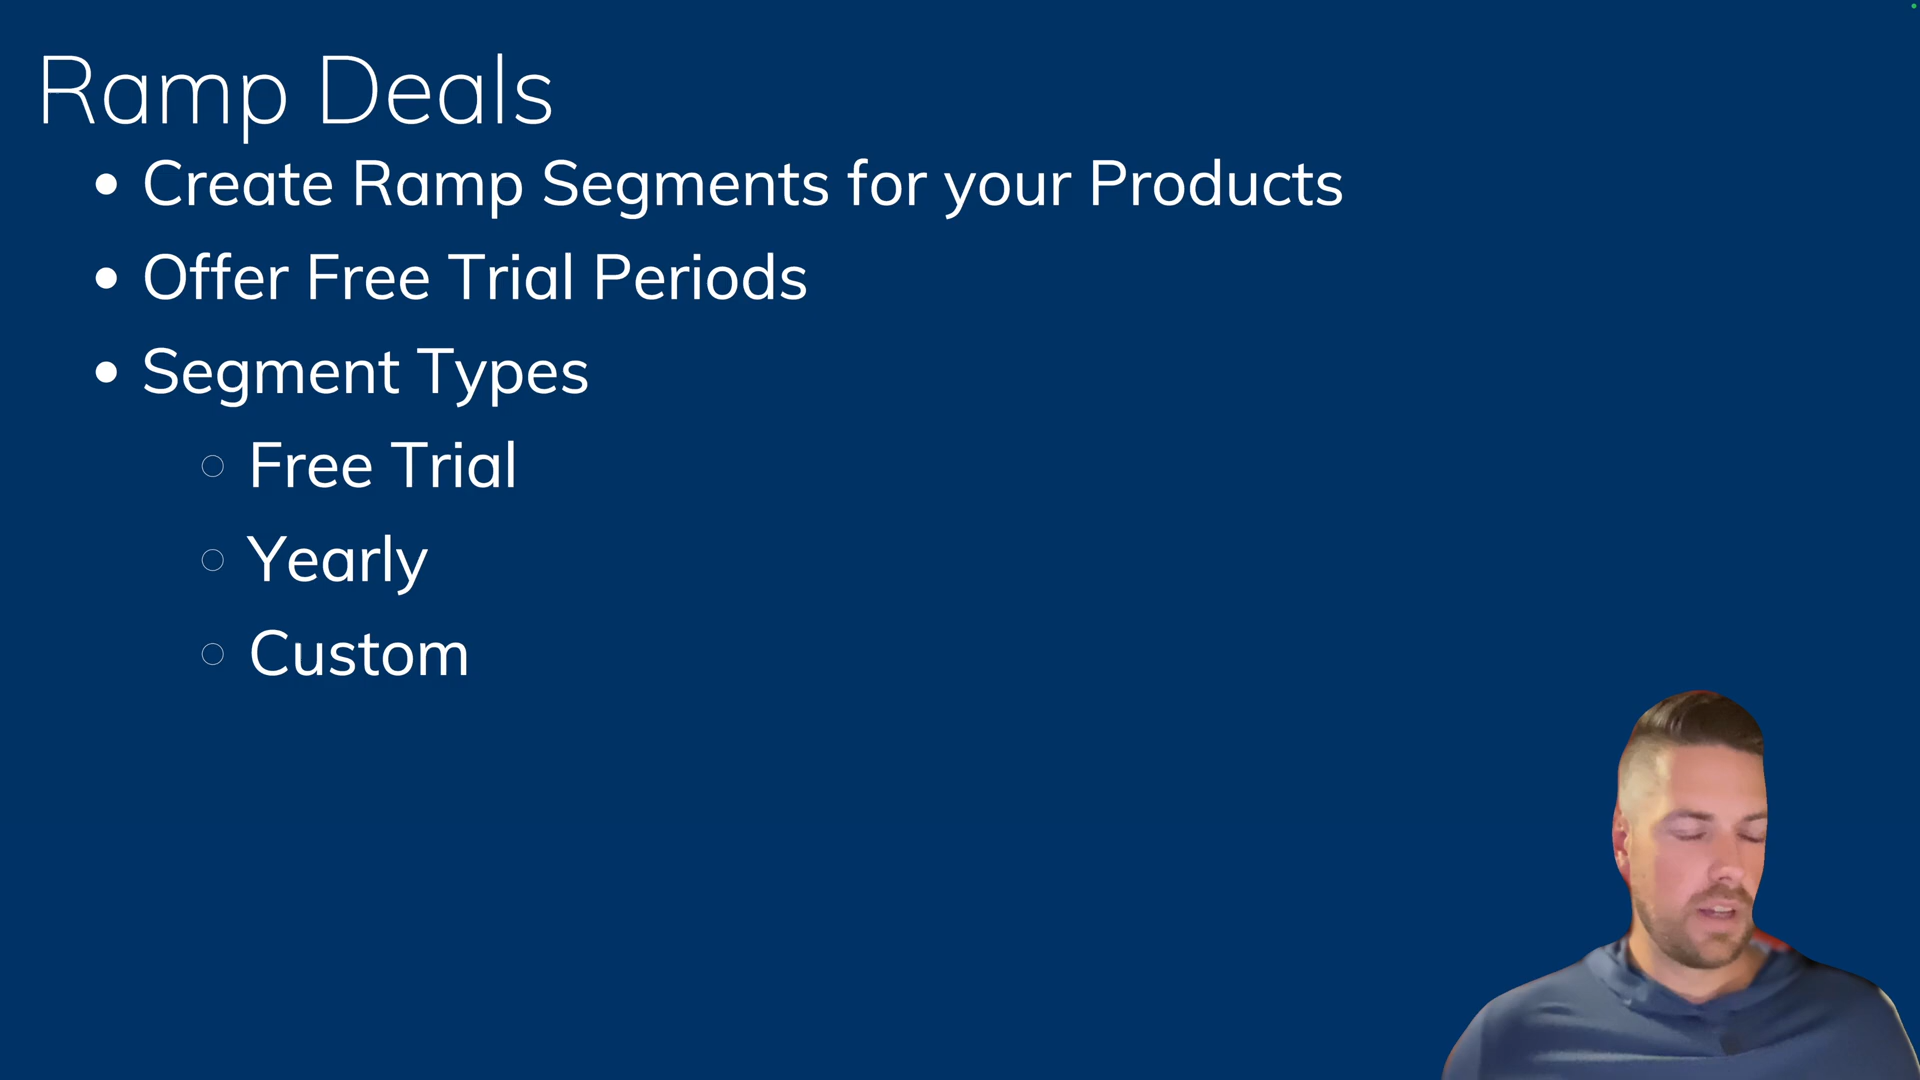 Ramp Deals
Create Ramp Segments for your Products
Offer Free Trial Periods
Segment Types
Free Trial
Yearly
Custom